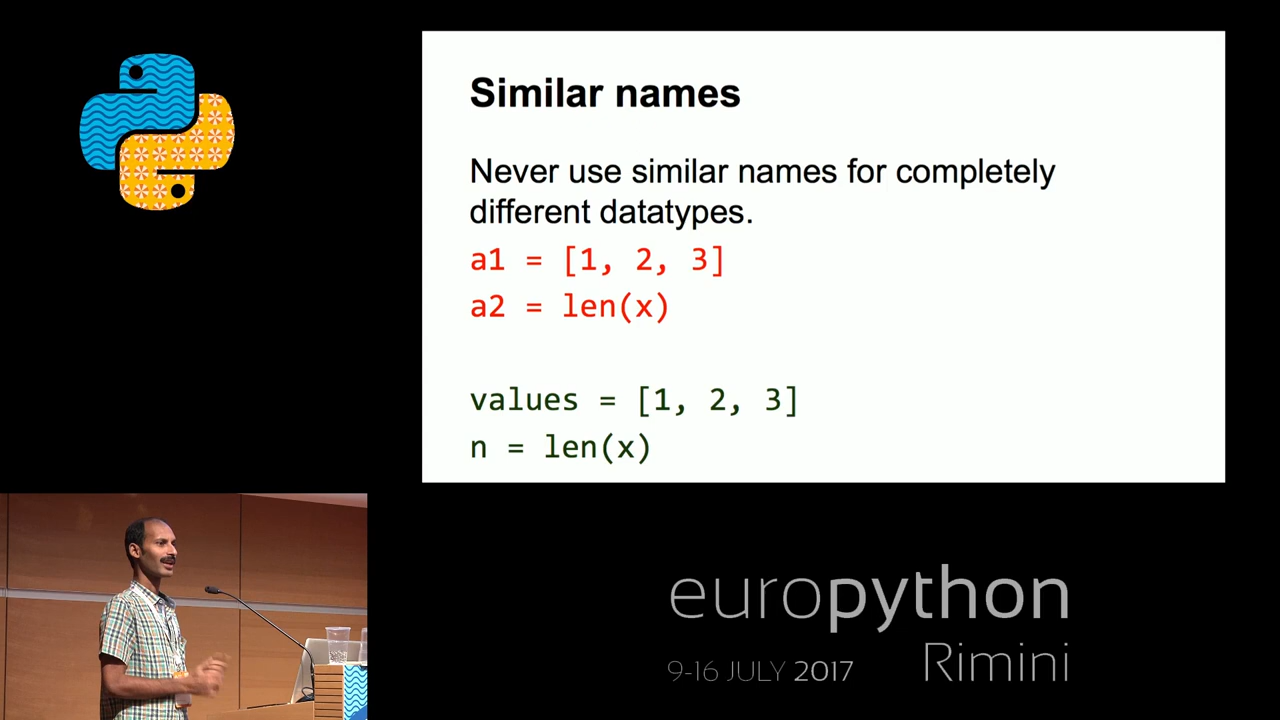 Similar names
Never use similar names for completely
different datatypes.
a1 = [1, 2, 3]
a2 = len(x)
values = [1, 2, 3]
n = len(x)
europython
Rimini
9-16 JULY 2017